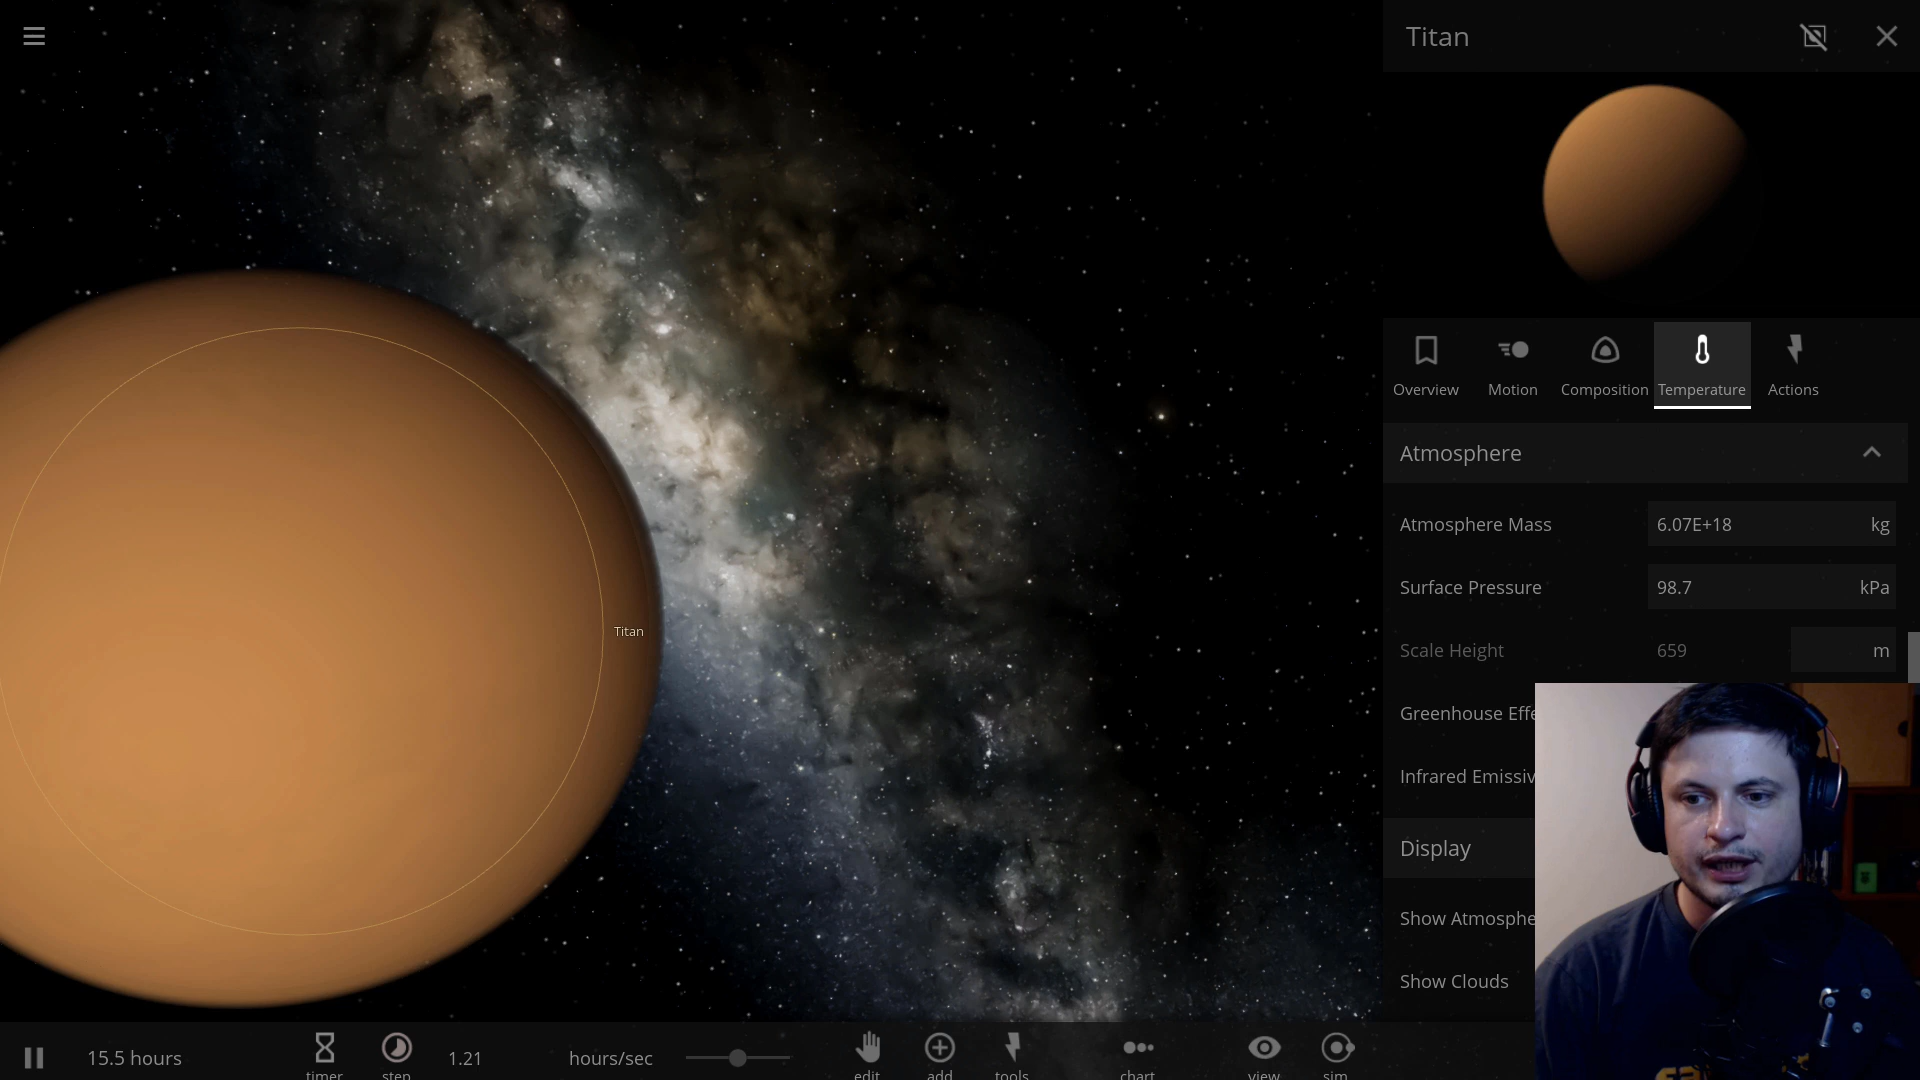 Titan
Overview
Motion
Composition
Temperature
Actions
Atmosphere
Atmosphere Mass 6.07E+18 kg
Surface Pressure 98.7 kPa
Scale Height 659 m
Greenhouse Effe
Infrared Emissiv
Display
Show Atmosphe
Show Clouds
Titan
15.5 hours
timer
step
1.21
hours/sec
edit
add
tools
chart
view
sim